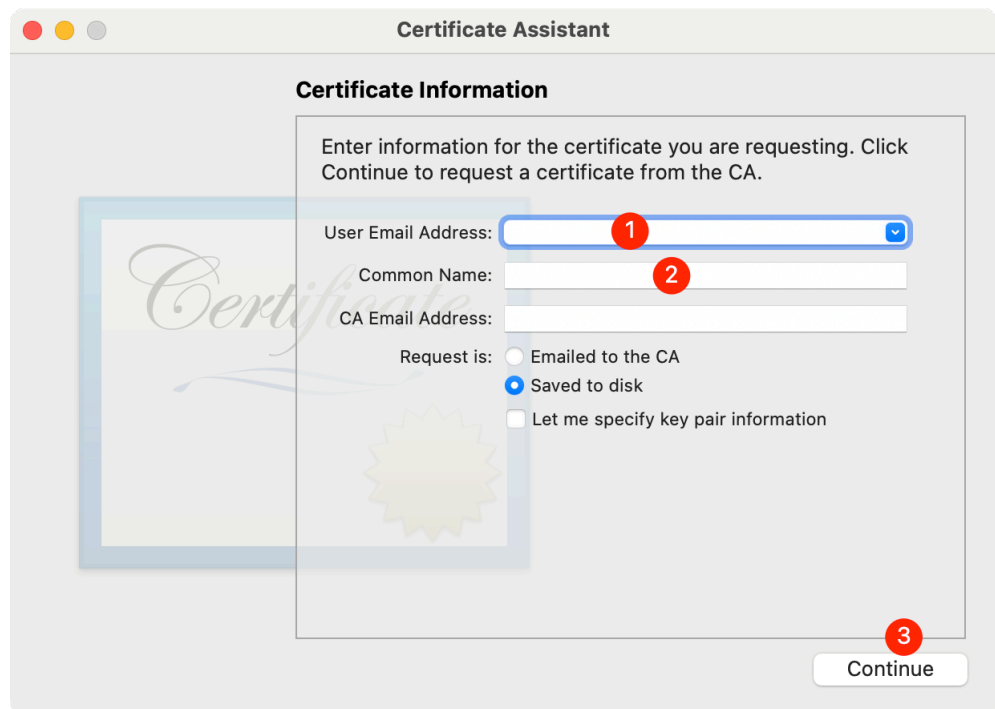 Certificate Assistant
Certificate Information
Enter information for the certificate you are requesting. Click
Continue to request a certificate from the CA.
User Email Address: 1
Common Name: 2
CA Email Address:
Request is: Emailed to the CA
Saved to disk
Let me specify key pair information
Certificate
3
Continue